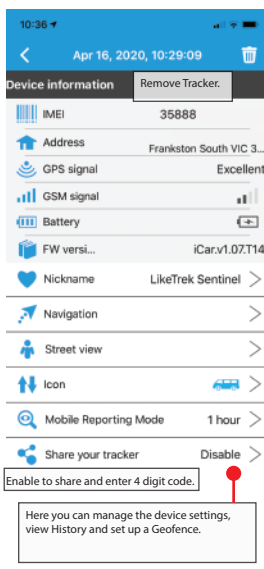 10:36
Apr 16, 2020, 10:29:09
Device information
Remove Tracker.
IMEI 35888
Address Frankston South VIC 3...
GPS signal Excellent
GSM signal
Battery
FW versi... iCar.v1.07.T14
Nickname LikeTrek Sentinel
Navigation
Street view
Icon
Mobile Reporting Mode 1 hour
Share your tracker Disable
Enable to share and enter 4 digit code.
Here you can manage the device settings,
view History and set up a Geofence.